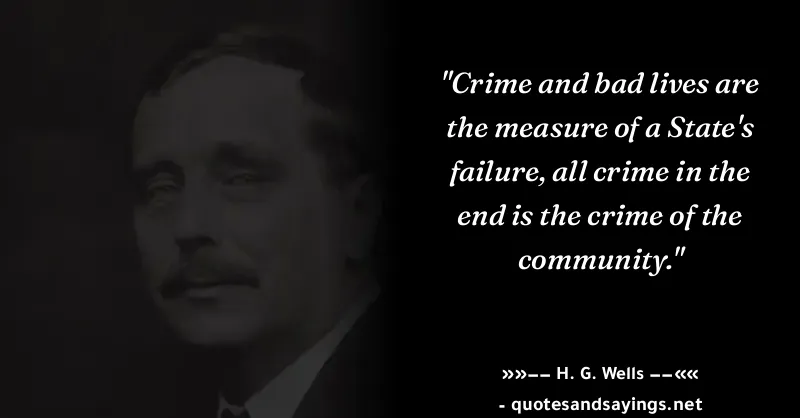 "Crime and bad lives are
the measure of a State's
failure, all crime in the
end is the crime of the
community."
»»−− H. G. Wells −−««
- quotesandsayings.net